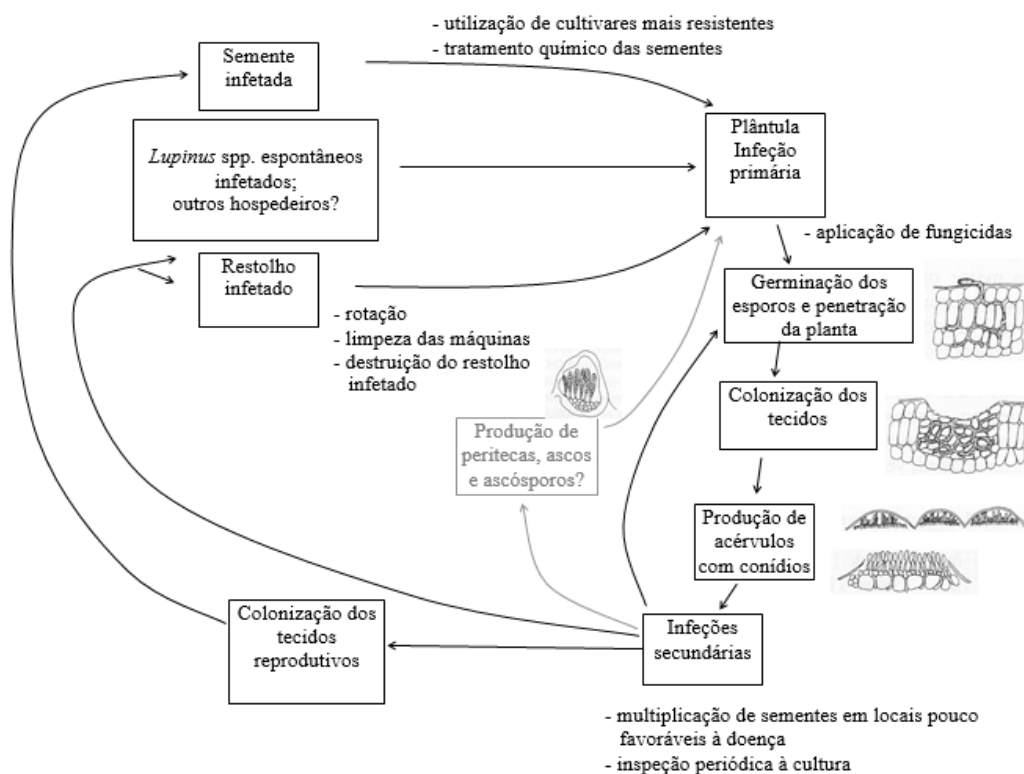 - utilização de cultivares mais resistentes
- tratamento químico das sementes
Semente
infetada
Plântula
Infeção
primária
Lupinus spp. espontâneos
infetados;
outros hospedeiros?
- aplicação de fungicidas
Restolho
infetado
Germinação dos
esporos e penetração
da planta
- rotação
- limpeza das máquinas
- destruição do restolho
infetado
Colonização dos
tecidos
Produção de
peritecas, ascos
e ascósporos?
Produção de
acérvulos
com conídios
Colonização dos
tecidos
reprodutivos
Infeções
secundárias
- multiplicação de sementes em locais pouco
favoráveis à doença
- inspeção periódica à cultura